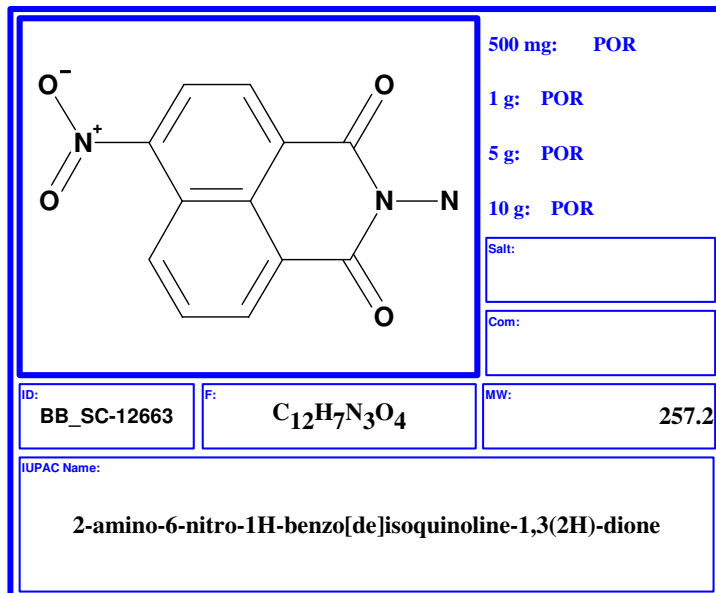 O−
N+
O
O
N N
O
500 mg: POR
1 g: POR
5 g: POR
10 g: POR
Salt:
Com:
ID:
BB_SC-12663
F:
C12H7N3O4
MW:
257.2
IUPAC Name:
2-amino-6-nitro-1H-benzo[de]isoquinoline-1,3(2H)-dione